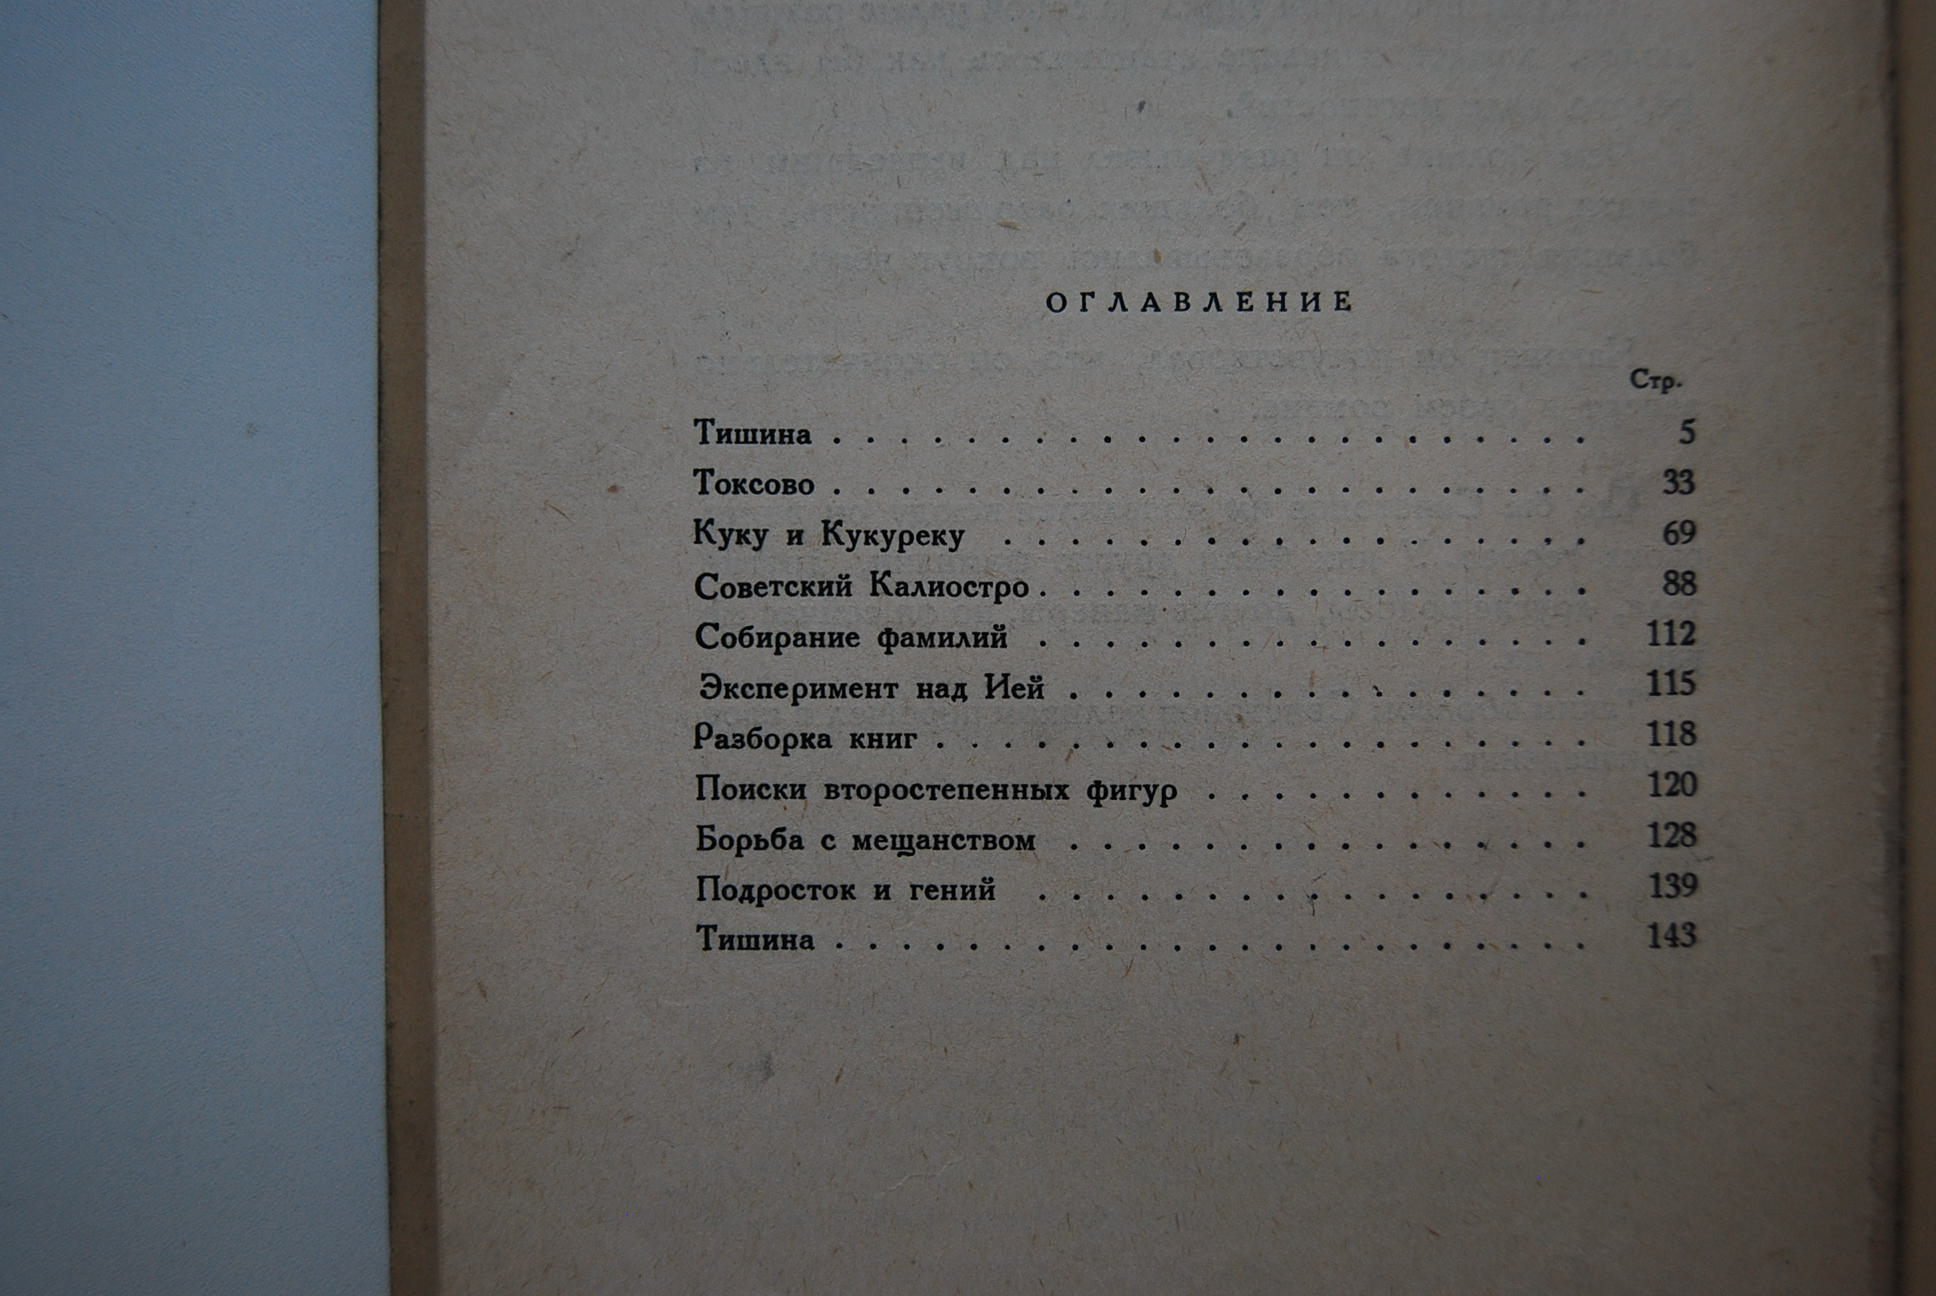 ОГЛАВЛЕНИЕ
Стр.
Тишина . . . . . . . . . . . . . . . . . . . . . . . 5
Токсово . . . . . . . . . . . . . . . . . . . . . . . 33
Куку и Кукуреку . . . . . . . . . . . . . . . . . . 69
Советский Калиостро . . . . . . . . . . . . . . . . . 88
Собирание фамилий . . . . . . . . . . . . . . . . . 112
Эксперимент над Ией . . . . . . . . . . . . . . . . 115
Разборка книг . . . . . . . . . . . . . . . . . . . . 118
Поиски второстепенных фигур . . . . . . . . . . . . 120
Борьба с мещанством . . . . . . . . . . . . . . . . 128
Подросток и гений . . . . . . . . . . . . . . . . . 139
Тишина . . . . . . . . . . . . . . . . . . . . . . . 143